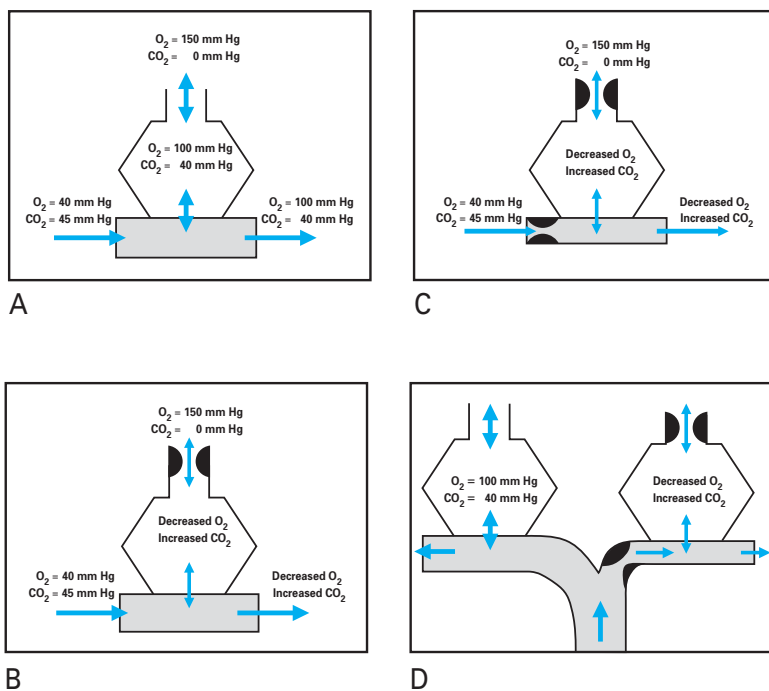 O₂ = 150 mm Hg
CO₂ = 0 mm Hg
O₂ = 100 mm Hg
CO₂ = 40 mm Hg
O₂ = 40 mm Hg
CO₂ = 45 mm Hg
O₂ = 100 mm Hg
CO₂ = 40 mm Hg
A
O₂ = 150 mm Hg
CO₂ = 0 mm Hg
Decreased O₂
Increased CO₂
O₂ = 40 mm Hg
CO₂ = 45 mm Hg
Decreased O₂
Increased CO₂
C
O₂ = 150 mm Hg
CO₂ = 0 mm Hg
Decreased O₂
Increased CO₂
O₂ = 40 mm Hg
CO₂ = 45 mm Hg
Decreased O₂
Increased CO₂
B
O₂ = 100 mm Hg
CO₂ = 40 mm Hg
Decreased O₂
Increased CO₂
D